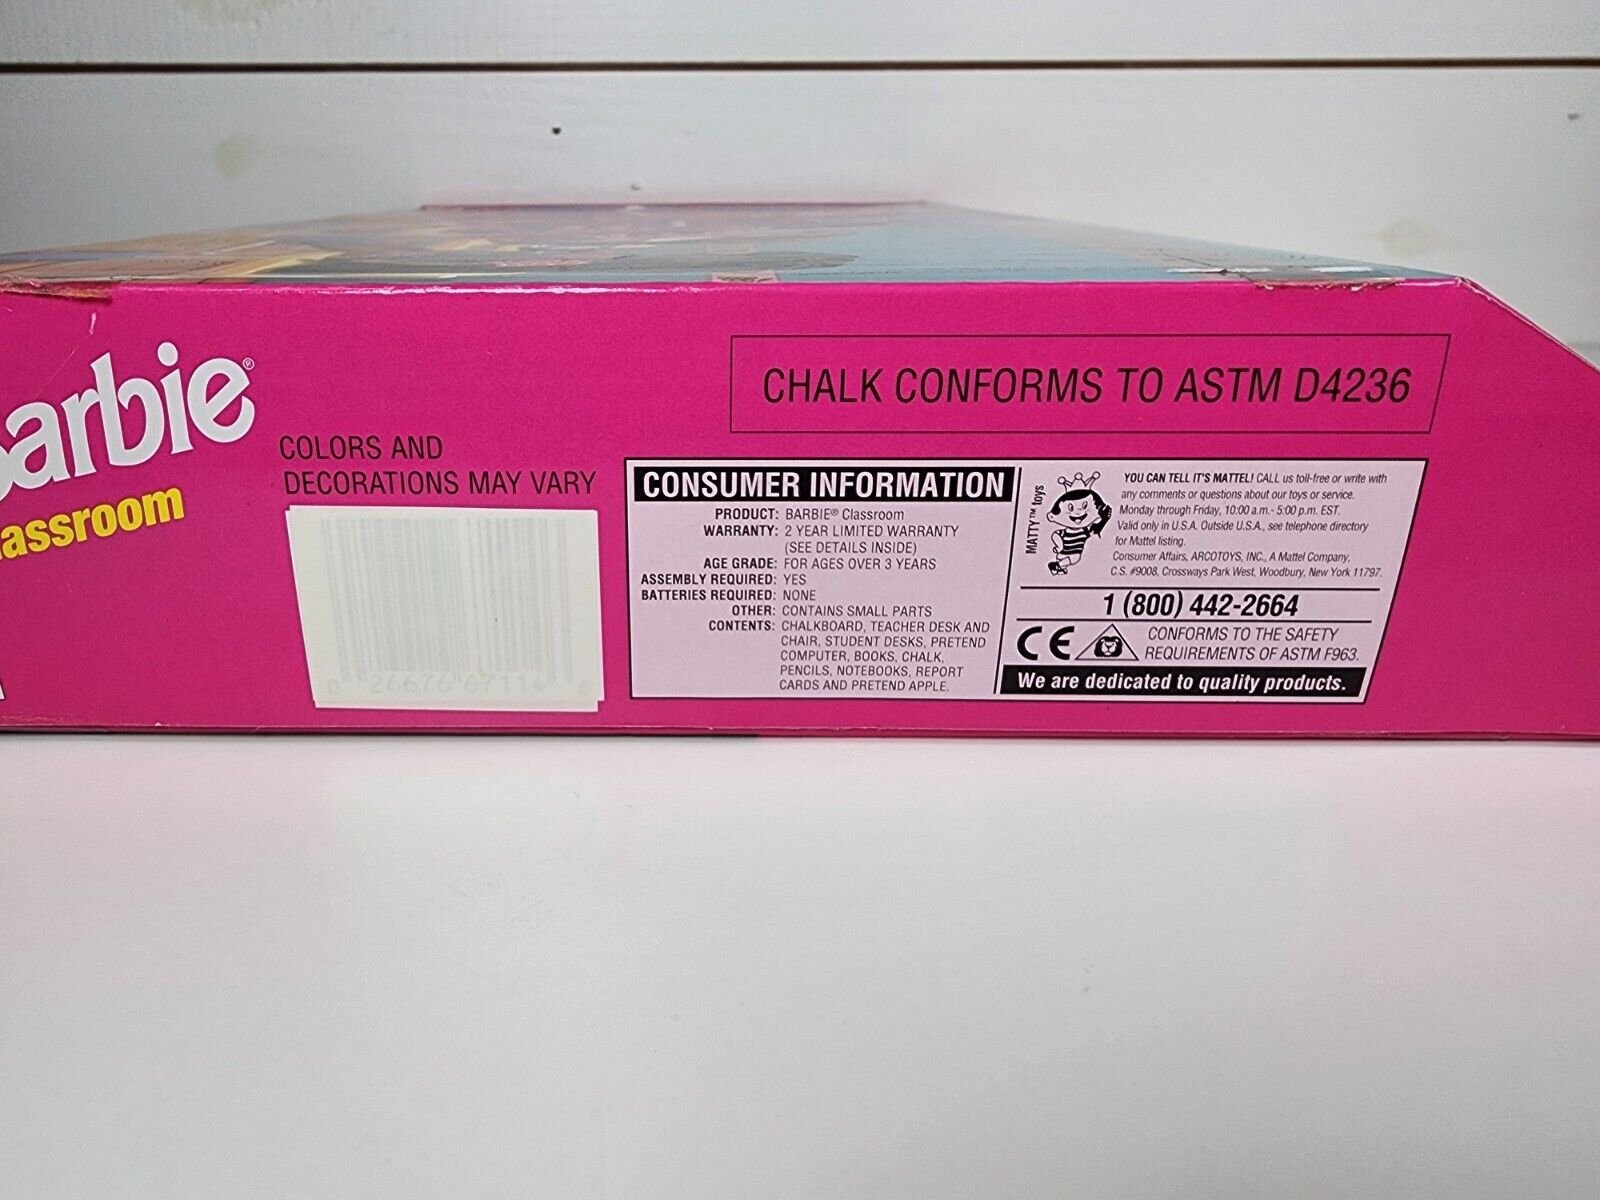 arbie®
assroom
COLORS AND
DECORATIONS MAY VARY
0 26676 67114 6
CHALK CONFORMS TO ASTM D4236
CONSUMER INFORMATION
PRODUCT: BARBIE® Classroom
WARRANTY: 2 YEAR LIMITED WARRANTY
(SEE DETAILS INSIDE)
AGE GRADE: FOR AGES OVER 3 YEARS
ASSEMBLY REQUIRED: YES
BATTERIES REQUIRED: NONE
OTHER: CONTAINS SMALL PARTS
CONTENTS: CHALKBOARD, TEACHER DESK AND
CHAIR, STUDENT DESKS, PRETEND
COMPUTER, BOOKS, CHALK,
PENCILS, NOTEBOOKS, REPORT
CARDS AND PRETEND APPLE.
MATTY™ toys
YOU CAN TELL IT'S MATTEL! CALL us toll-free or write with
any comments or questions about our toys or service.
Monday through Friday, 10:00 a.m.- 5:00 p.m. EST.
Valid only in U.S.A. Outside U.S.A., see telephone directory
for Mattel listing.
Consumer Affairs, ARCOTOYS, INC., A Mattel Company,
C.S. #9008, Crossways Park West, Woodbury, New York 11797.
1 (800) 442-2664
CE
CONFORMS TO THE SAFETY
REQUIREMENTS OF ASTM F963.
We are dedicated to quality products.